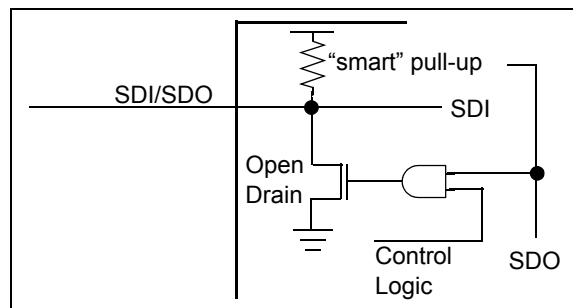 “smart” pull-up
SDI/SDO
SDI
Open
Drain
Control
Logic
SDO